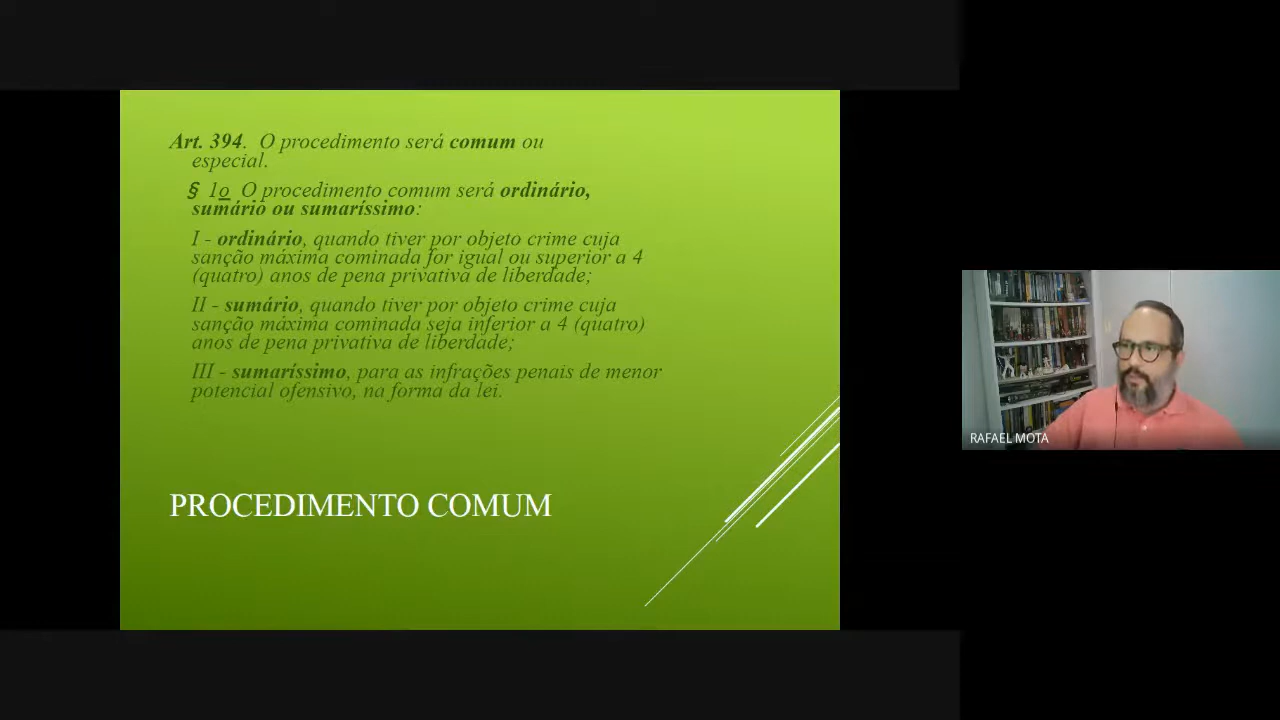 Art. 394. O procedimento será comum ou
especial.
§ 1o O procedimento comum será ordinário,
sumário ou sumaríssimo:
I - ordinário, quando tiver por objeto crime cuja
sanção máxima cominada for igual ou superior a 4
(quatro) anos de pena privativa de liberdade;
II - sumário, quando tiver por objeto crime cuja
sanção máxima cominada seja inferior a 4 (quatro)
anos de pena privativa de liberdade;
III - sumaríssimo, para as infrações penais de menor
potencial ofensivo, na forma da lei.
PROCEDIMENTO COMUM
RAFAEL MOTA